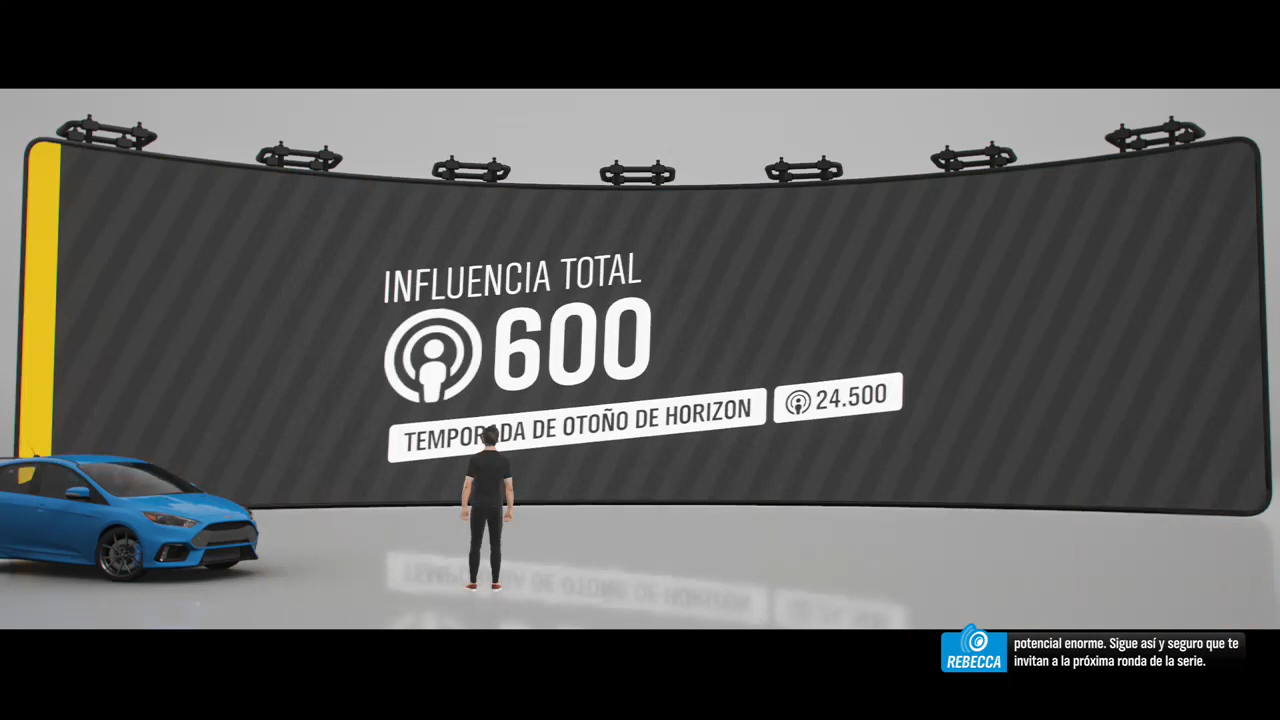 INFLUENCIA TOTAL
600
TEMPORADA DE OTOÑO DE HORIZON
24.500
REBECCA
potencial enorme. Sigue así y seguro que te
invitan a la próxima ronda de la serie.